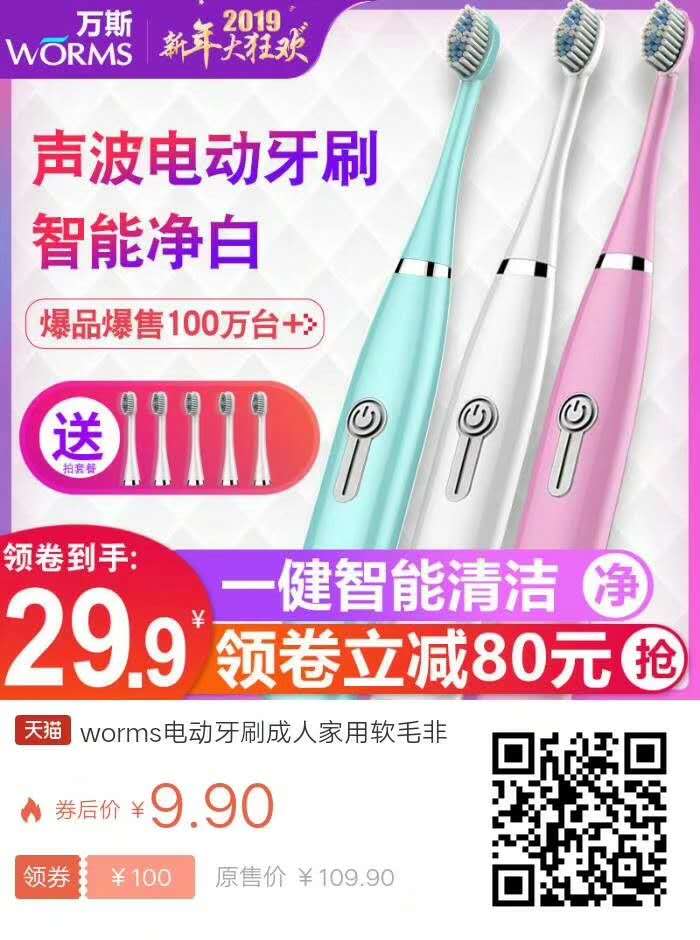 万斯
WORMS
2019
新年大狂欢
声波电动牙刷
智能净白
爆品爆售100万台+
送
拍套餐
领卷到手:
29.9¥
一健智能清洁 净
领卷立减80元 抢
天猫 worms电动牙刷成人家用软毛非
券后价 ¥9.90
领券 ¥100 原售价 ¥109.90